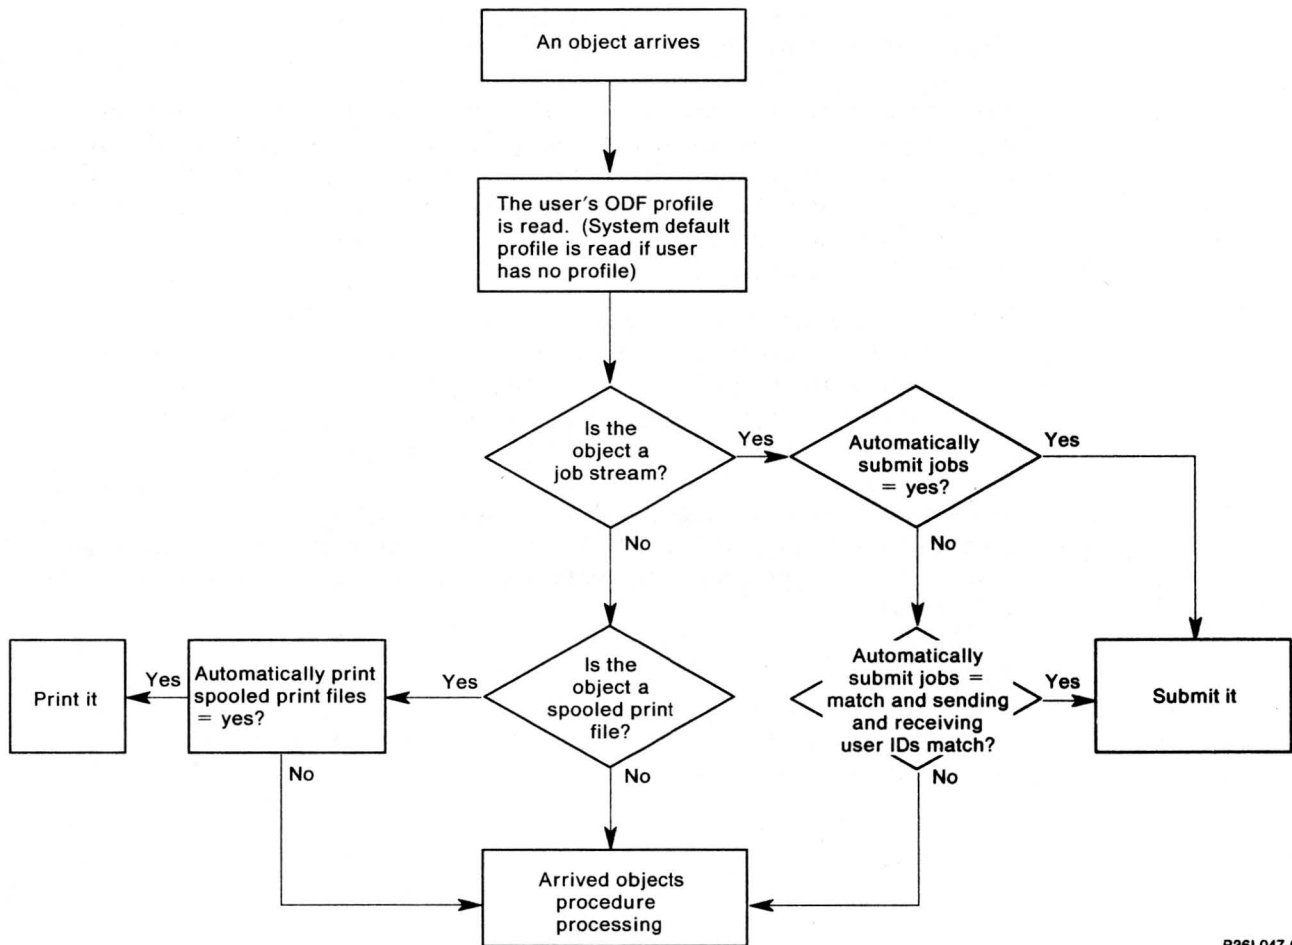 An object arrives
The user's ODF profile
is read. (System default
profile is read if user
has no profile)
Is the
object a
job stream?
Yes
Automatically
submit jobs
= yes?
Yes
No
No
Print it
Yes
Automatically print
spooled print files
= yes?
Yes
Is the
object a
spooled print
file?
Automatically
submit jobs =
match and sending
and receiving
user IDs match?
Yes
Submit it
No
No
No
Arrived objects
procedure
processing